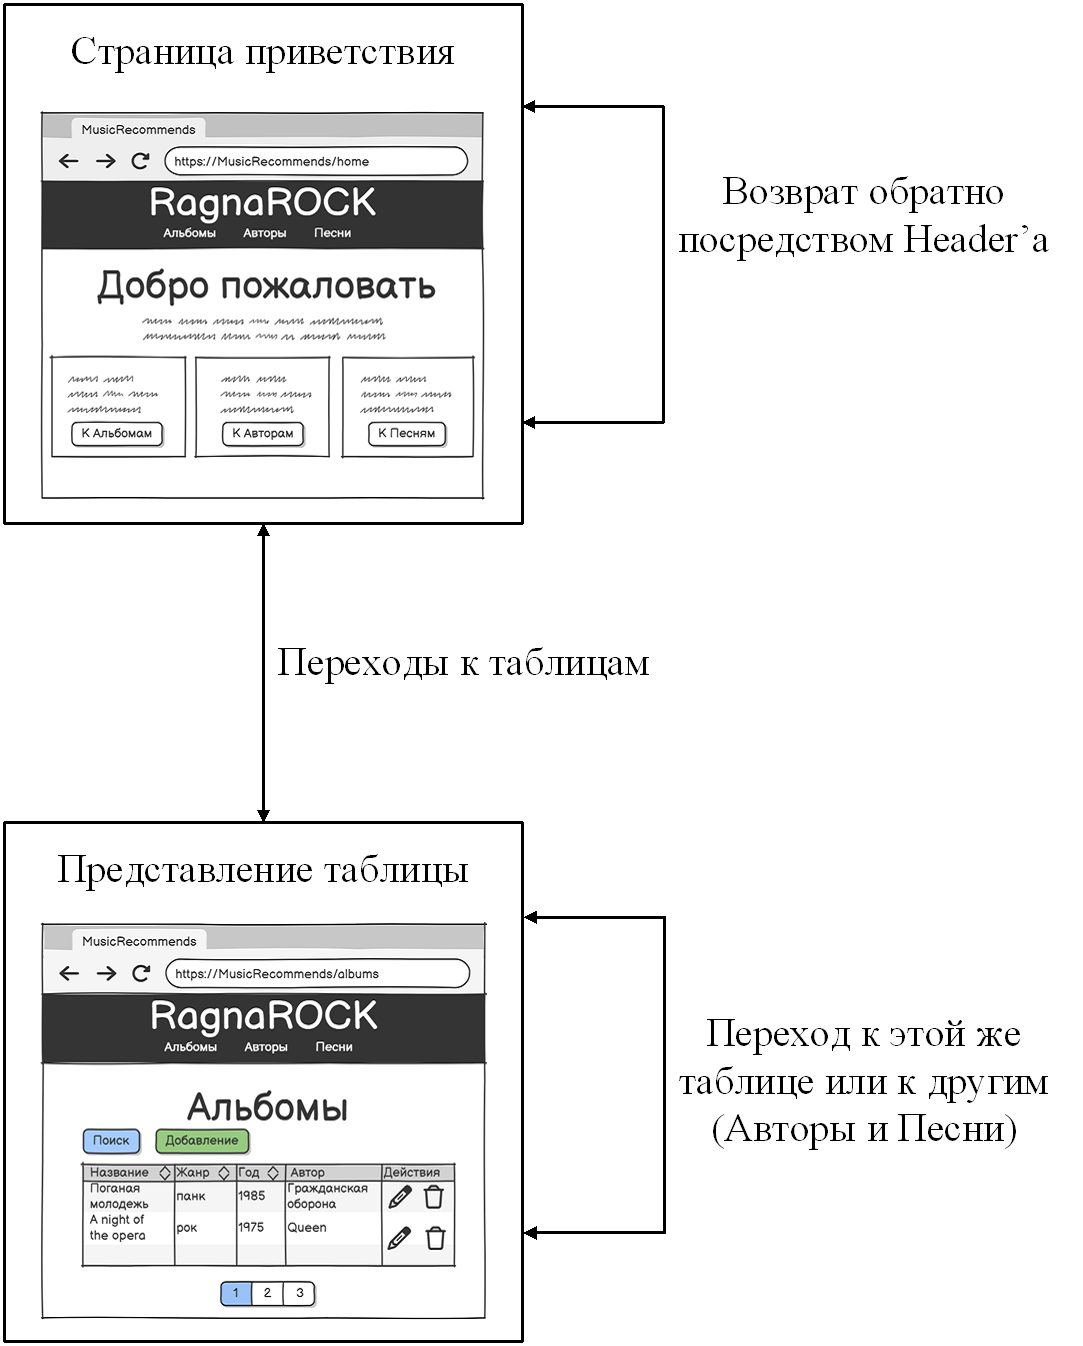 Страница приветствия
MusicRecommends
https://MusicRecommends/home
RagnaROCK
Альбомы Авторы Песни
Добро пожаловать
К Альбомам К Авторам К Песням
Возврат обратно
посредством Header’а
Переходы к таблицам
Представление таблицы
MusicRecommends
https://MusicRecommends/albums
RagnaROCK
Альбомы Авторы Песни
Альбомы
Поиск Добавление
Название Жанр Год Автор Действия
Поганая
молодежь
панк 1985
Гражданская
оборона
A night of
the opera
рок 1975 Queen
1 2 3
Переход к этой же
таблице или к другим
(Авторы и Песни)